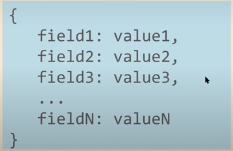 {
field1: value1,
field2: value2,
field3: value3,
...
fieldN: valueN
}